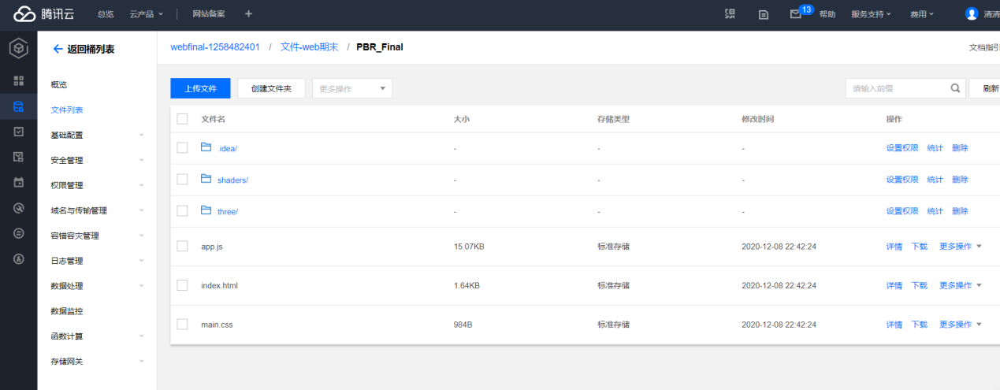 腾讯云 总览 云产品 网站备案 + 13 帮助 服务支持 费用 清清
返回桶列表
webfinal-1258482401 / 文件-web期末 / PBR_Final 文档指引
概览
上传文件 创建文件夹 更多操作 请输入前缀 刷新
文件列表
文件名 大小 存储类型 修改时间 操作
基础配置
.idea/ - - - 设置权限 统计 删除
安全管理
shaders/ - - - 设置权限 统计 删除
权限管理
域名与传输管理
three/ - - - 设置权限 统计 删除
容错容灾管理
app.js 15.07KB 标准存储 2020-12-08 22:42:24 详情 下载 更多操作
日志管理
数据处理
index.html 1.64KB 标准存储 2020-12-08 22:42:24 详情 下载 更多操作
数据监控
main.css 984B 标准存储 2020-12-08 22:42:24 详情 下载 更多操作
函数计算
存储网关